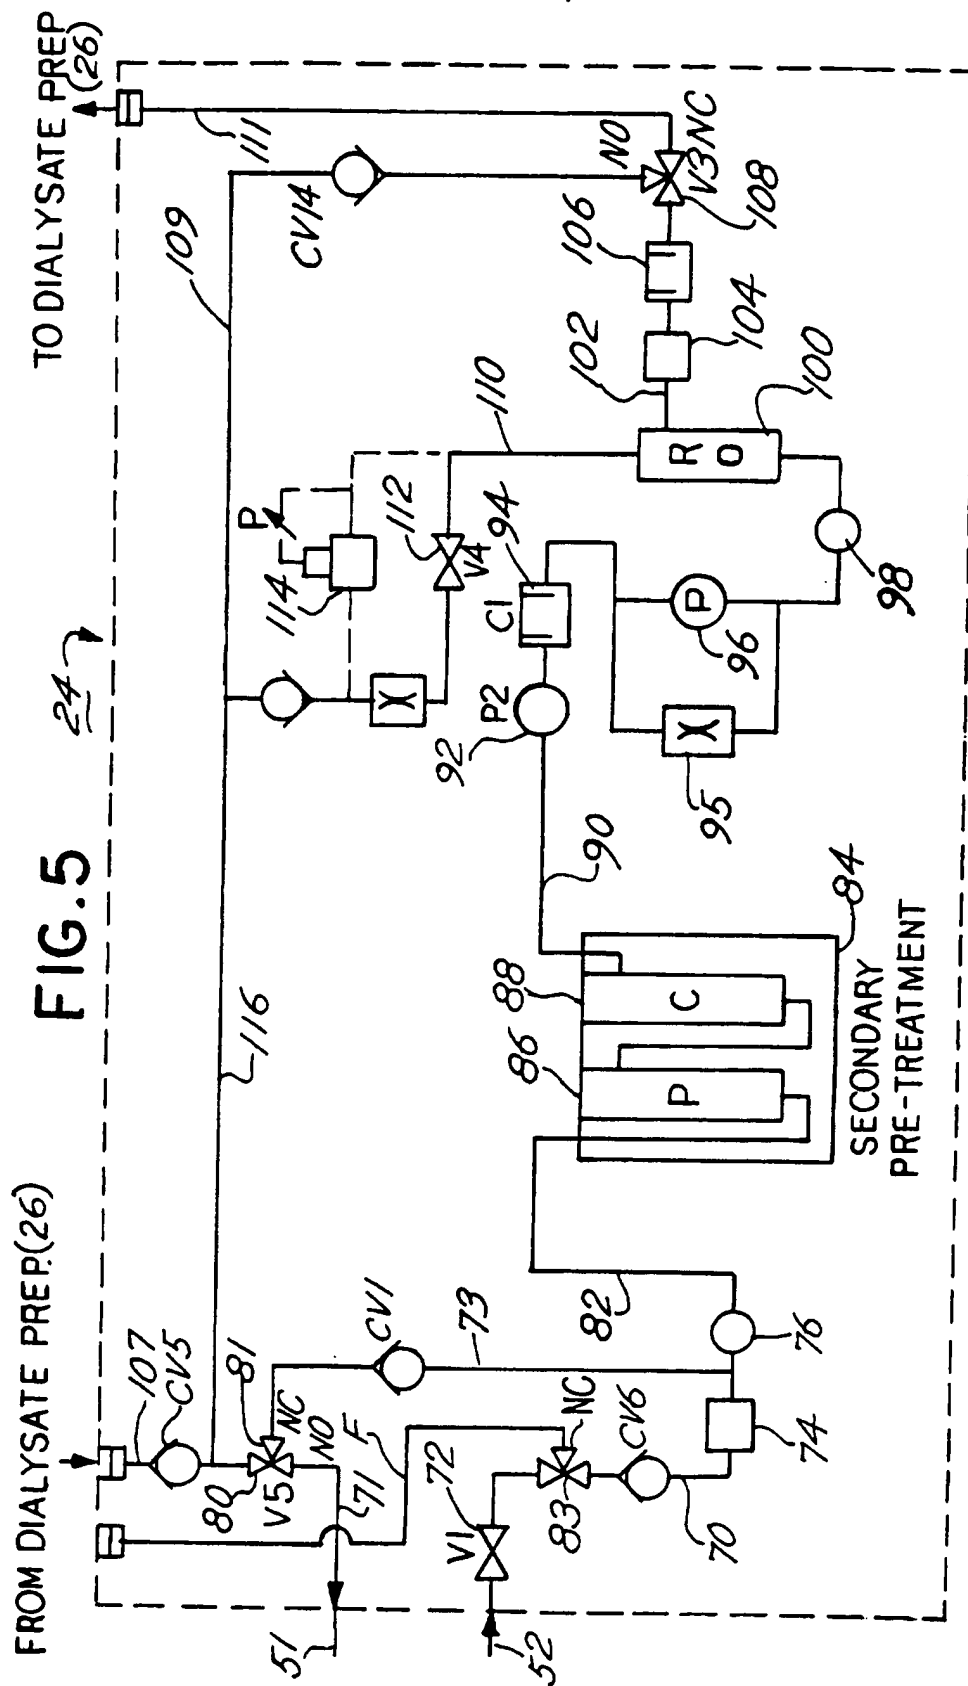 FIG. 5
24
TO DIALYSATE PREP
(26)
FROM DIALYSATE PREP. (26)
111
109
CV14
NO
NC
V3
108
106
104
102
100
R O
110
P
114
112
V4
94
C1
P2
92
P
96
98
95
90
116
88
86
C
P
84
SECONDARY
PRE-TREATMENT
107
CV5
81
NC
NO
80
V5
71
F
CV1
73
82
76
74
72
V1
NC
83
CV6
70
51
52